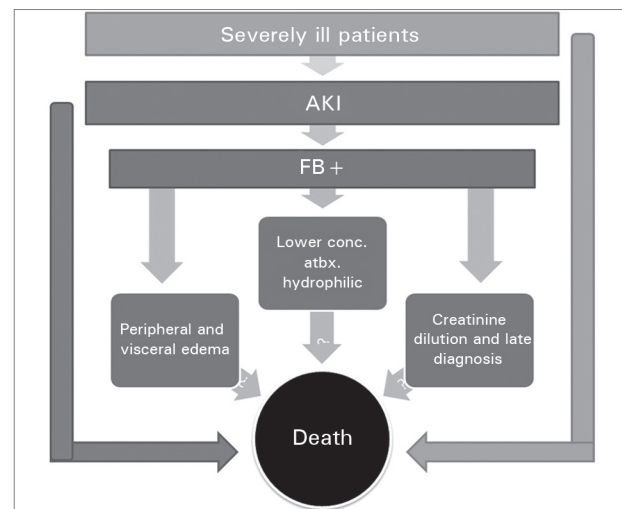 Severely ill patients
AKI
FB+
Lower conc.
atbx.
hydrophilic
Peripheral and
visceral edema
Creatinine
dilution and late
diagnosis
?
?
?
Death